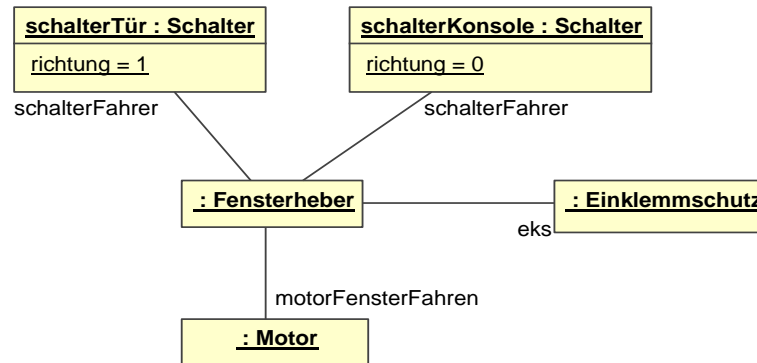 schalterTür : Schalter
richtung = 1
schalterFahrer
schalterKonsole : Schalter
richtung = 0
schalterFahrer
: Fensterheber
: Einklemmschutz
eks
motorFensterFahren
: Motor